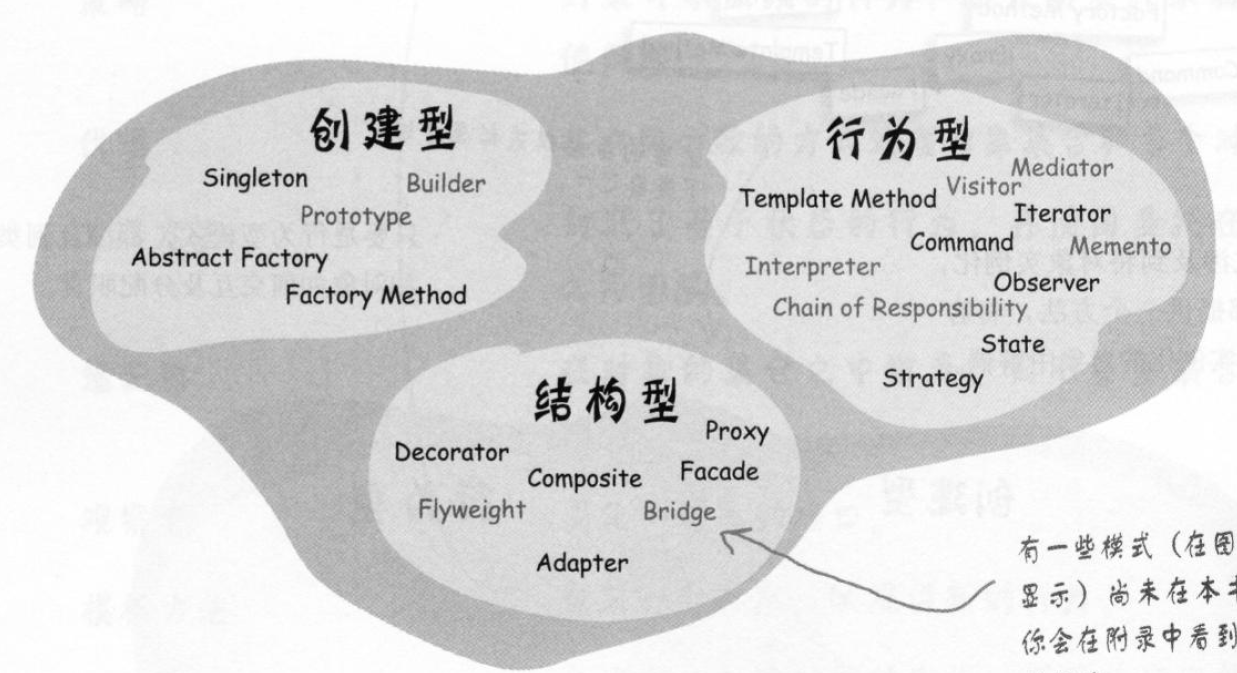 创建型
Singleton
Builder
Prototype
Abstract Factory
Factory Method
行为型
Mediator
Template Method
Visitor
Iterator
Command
Memento
Interpreter
Observer
Chain of Responsibility
State
Strategy
结构型
Proxy
Decorator
Composite
Facade
Flyweight
Bridge
Adapter
有一些模式（在图
显示）尚未在本书
你会在附录中看到